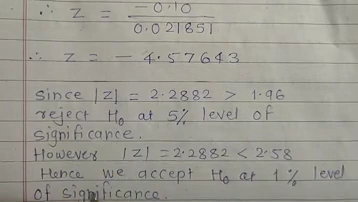 ∴ Z = -0.10 / 0.021851
∴ Z = - 4.57643
since |Z| = 2.2882 > 1.96
reject H₀ at 5% level of
significance.
However |Z| = 2.2882 < 2.58
Hence we accept H₀ at 1% level
of significance.